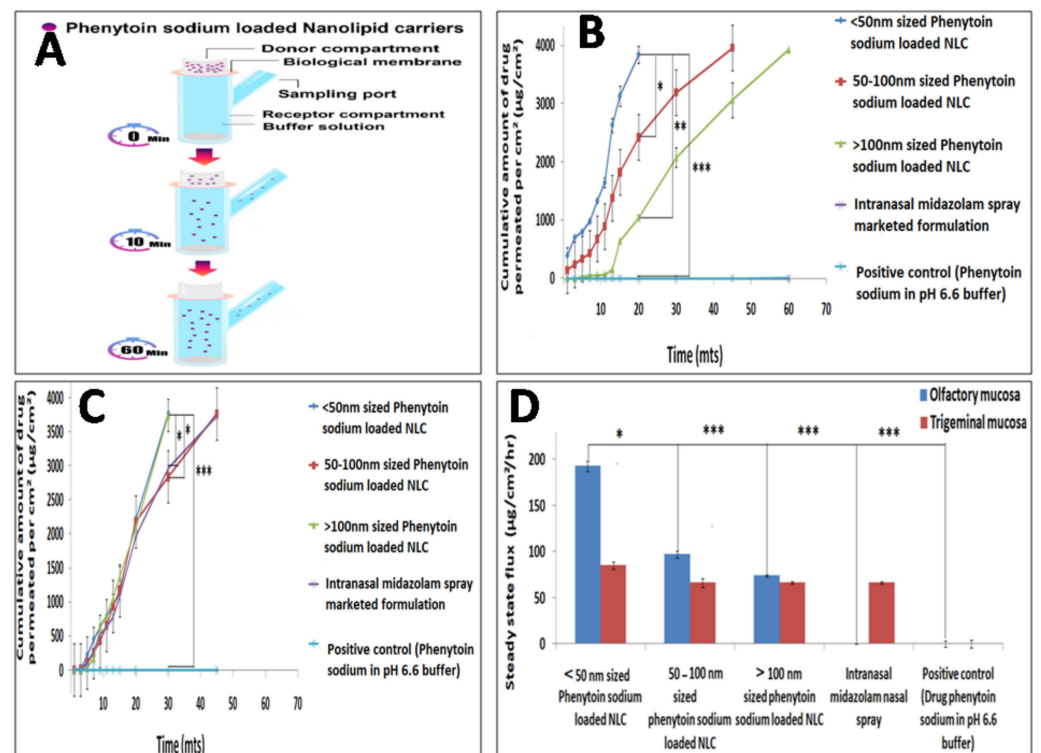 A
Phenytoin sodium loaded Nanolipid carriers
Donor compartment
Biological membrane
Sampling port
Receptor compartment
Buffer solution
0 Min
10 Min
60 Min
B
Cumulative amount of drug
permeated per cm² (µg/cm²)
4000
3000
2000
1000
0
10 20 30 40 50 60 70
Time (mts)
*
**
***
<50nm sized Phenytoin
sodium loaded NLC
50-100nm sized Phenytoin
sodium loaded NLC
>100nm sized Phenytoin
sodium loaded NLC
Intranasal midazolam spray
marketed formulation
Positive control (Phenytoin
sodium in pH 6.6 buffer)
C
Cumulative amount of drug
permeated per cm² (µg/cm²)
4000
3500
3000
2500
2000
1500
1000
500
0
10 20 30 40 50 60 70
Time (mts)
* *
***
<50nm sized Phenytoin
sodium loaded NLC
50-100nm sized Phenytoin
sodium loaded NLC
>100nm sized Phenytoin
sodium loaded NLC
Intranasal midazolam spray
marketed formulation
Positive control (Phenytoin
sodium in pH 6.6 buffer)
D
Olfactory mucosa
Trigeminal mucosa
* *** *** ***
Steady state flux (µg/cm²/hr)
200
150
100
50
0
< 50 nm sized
Phenytoin sodium
loaded NLC
50 – 100 nm
sized
phenytoin sodium
loaded NLC
> 100 nm
sized phenytoin
sodium loaded NLC
Intranasal
midazolam nasal
spray
Positive control
(Drug phenytoin
sodium in pH 6.6
buffer)